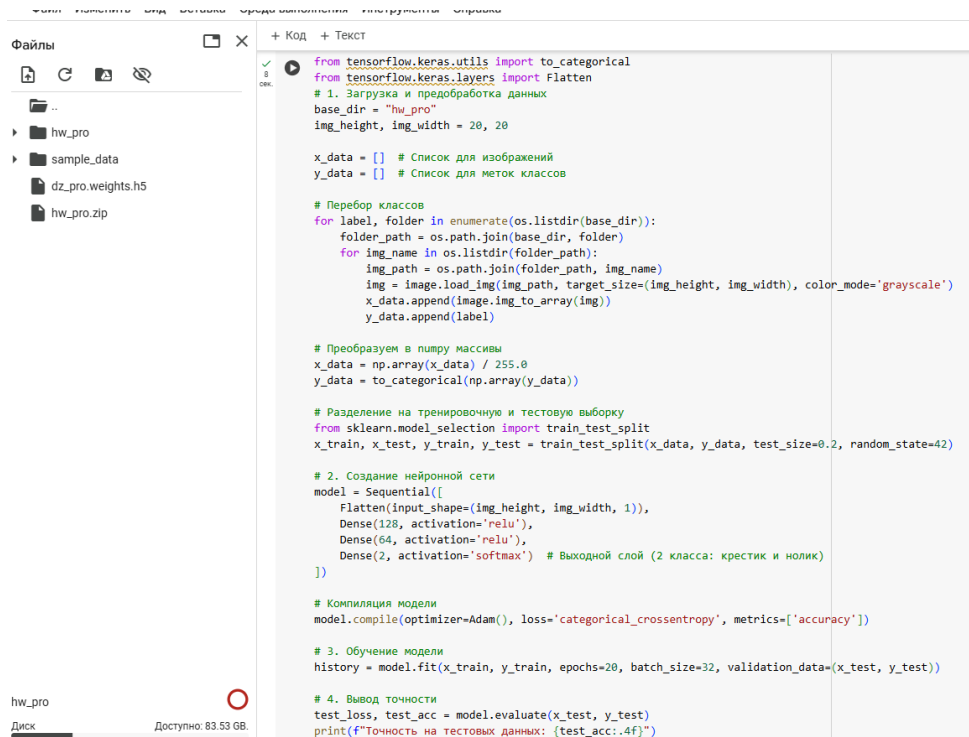 Файл Изменить Вид Вставка Среда выполнения Инструменты Справка
Файлы
..
hw_pro
sample_data
dz_pro.weights.h5
hw_pro.zip
hw_pro
Диск Доступно: 83.53 GB.
+ Код + Текст
8
сек.
from tensorflow.keras.utils import to_categorical
from tensorflow.keras.layers import Flatten
# 1. Загрузка и предобработка данных
base_dir = "hw_pro"
img_height, img_width = 20, 20
x_data = [] # Список для изображений
y_data = [] # Список для меток классов
# Перебор классов
for label, folder in enumerate(os.listdir(base_dir)):
    folder_path = os.path.join(base_dir, folder)
    for img_name in os.listdir(folder_path):
        img_path = os.path.join(folder_path, img_name)
        img = image.load_img(img_path, target_size=(img_height, img_width), color_mode='grayscale')
        x_data.append(image.img_to_array(img))
        y_data.append(label)
# Преобразуем в numpy массивы
x_data = np.array(x_data) / 255.0
y_data = to_categorical(np.array(y_data))
# Разделение на тренировочную и тестовую выборку
from sklearn.model_selection import train_test_split
x_train, x_test, y_train, y_test = train_test_split(x_data, y_data, test_size=0.2, random_state=42)
# 2. Создание нейронной сети
model = Sequential([
    Flatten(input_shape=(img_height, img_width, 1)),
    Dense(128, activation='relu'),
    Dense(64, activation='relu'),
    Dense(2, activation='softmax') # Выходной слой (2 класса: крестик и нолик)
])
# Компиляция модели
model.compile(optimizer=Adam(), loss='categorical_crossentropy', metrics=['accuracy'])
# 3. Обучение модели
history = model.fit(x_train, y_train, epochs=20, batch_size=32, validation_data=(x_test, y_test))
# 4. Вывод точности
test_loss, test_acc = model.evaluate(x_test, y_test)
print(f"Точность на тестовых данных: {test_acc:.4f}")